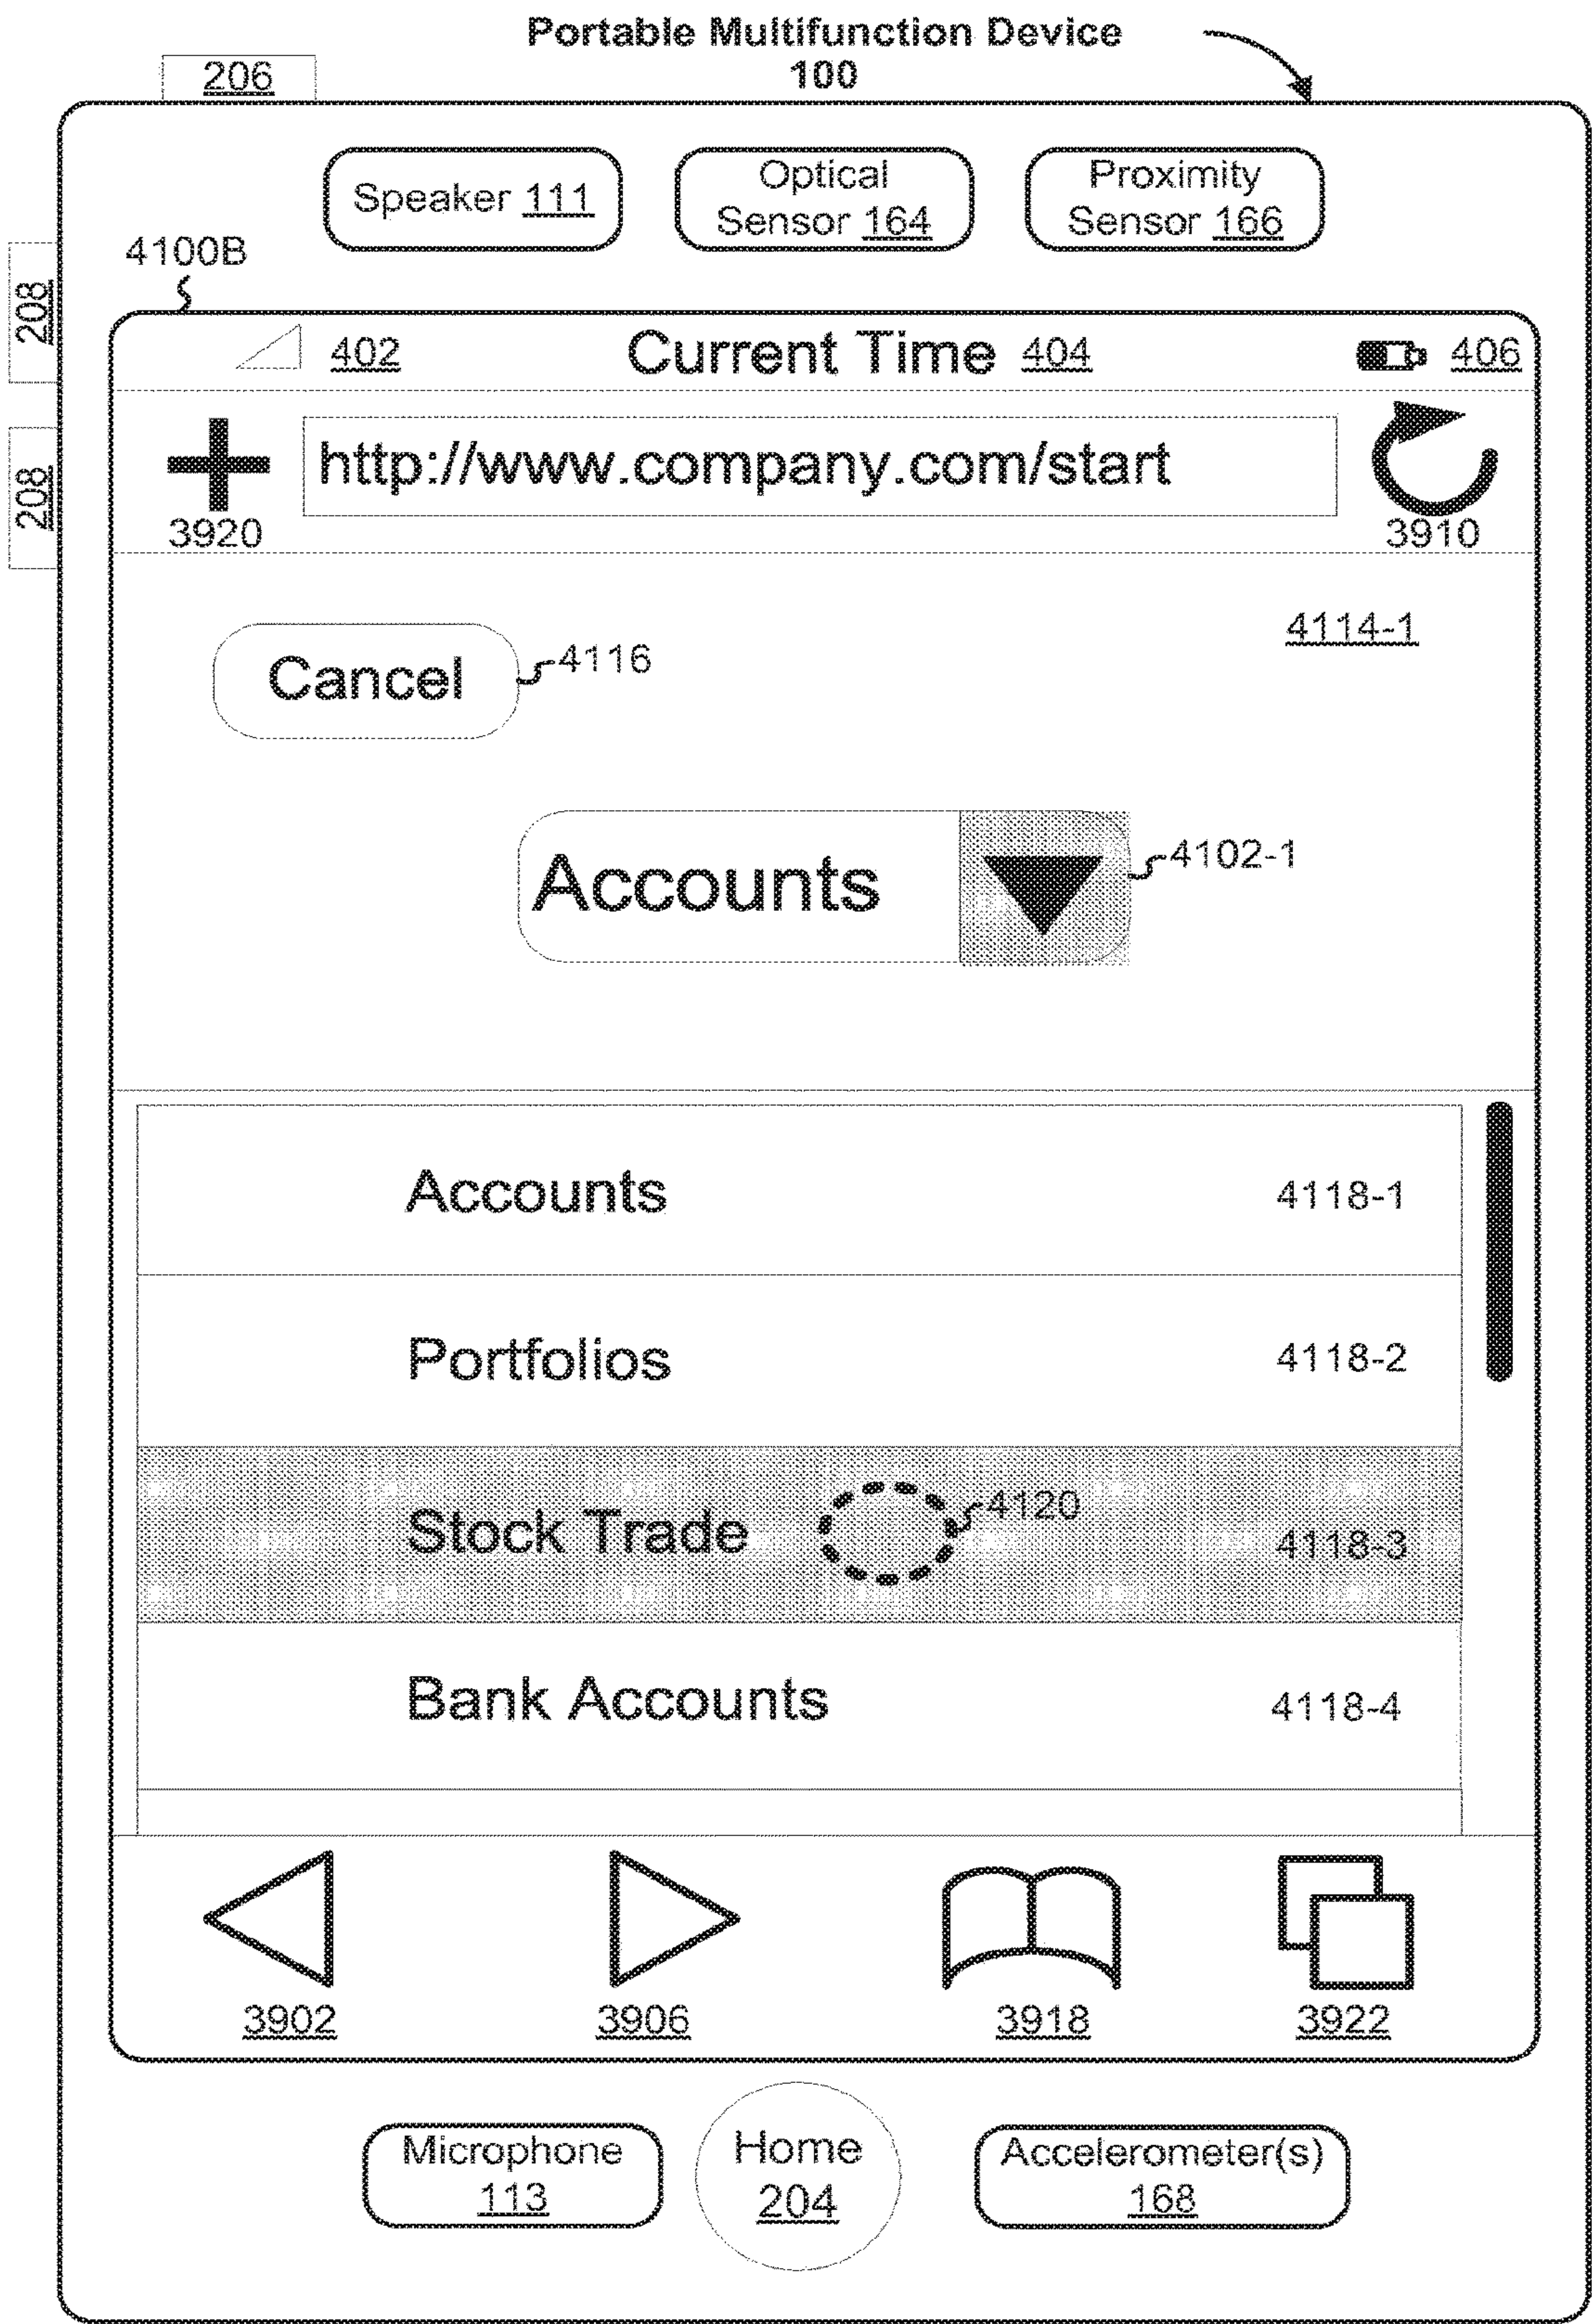 Portable Multifunction Device
100
206
Speaker 111
Optical
Sensor 164
Proximity
Sensor 166
4100B
208
208
402
Current Time 404
406
http://www.company.com/start
3920
3910
4114-1
Cancel
4116
Accounts
4102-1
Accounts
4118-1
Portfolios
4118-2
Stock Trade
4120
4118-3
Bank Accounts
4118-4
3902
3906
3918
3922
Microphone
113
Home
204
Accelerometer(s)
168